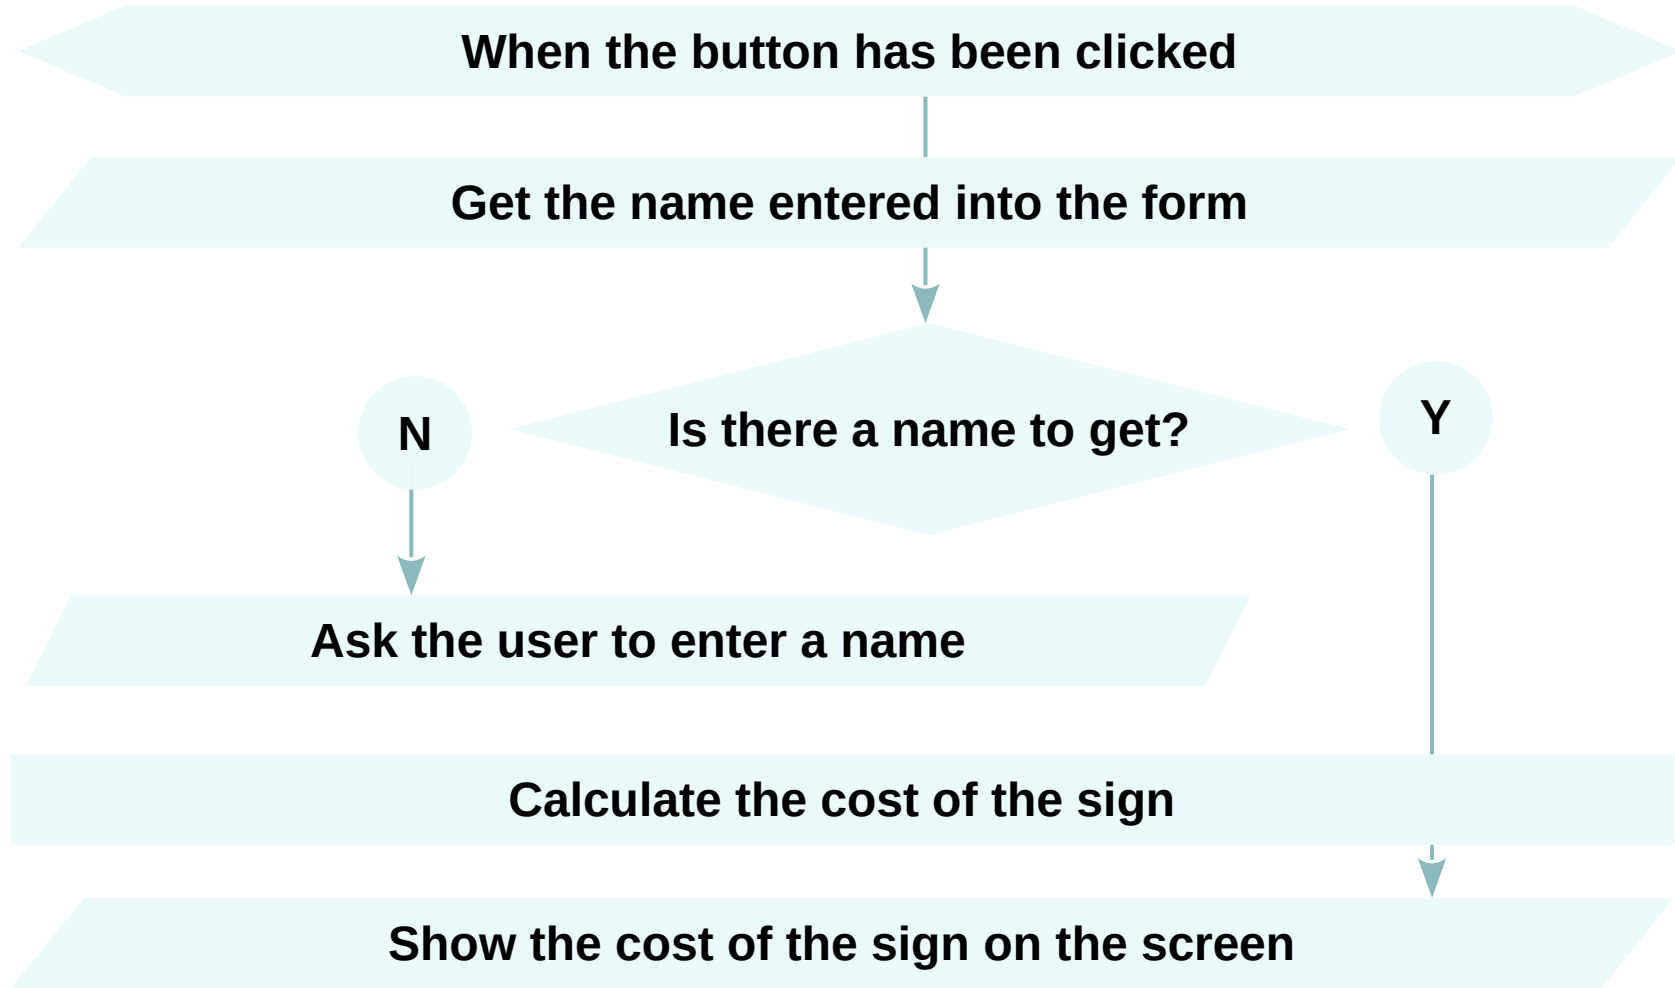 When the button has been clicked
Get the name entered into the form
Is there a name to get?
N
Y
Ask the user to enter a name
Calculate the cost of the sign
Show the cost of the sign on the screen